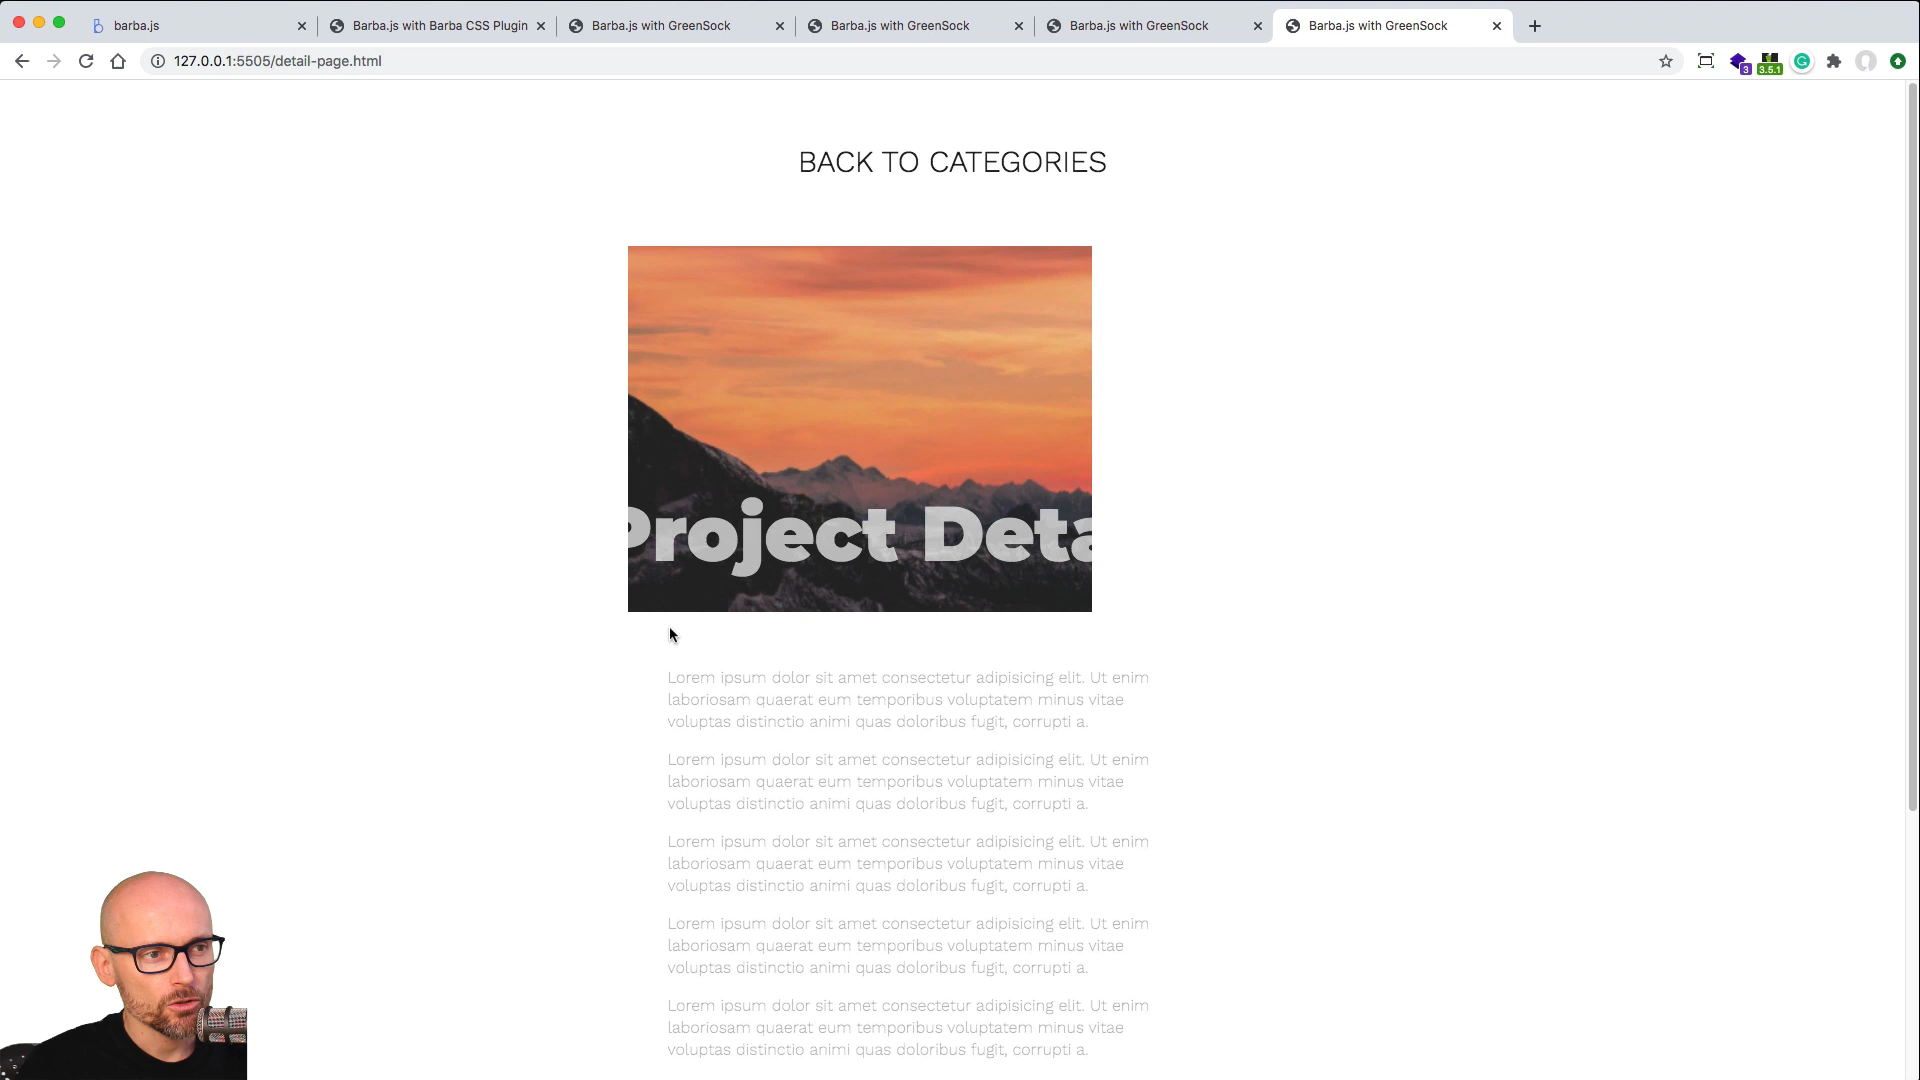 barba.js
Barba.js with Barba CSS Plugin
Barba.js with GreenSock
Barba.js with GreenSock
Barba.js with GreenSock
Barba.js with GreenSock
127.0.0.1:5505/detail-page.html
3
3.5.1
BACK TO CATEGORIES
Project Deta
Lorem ipsum dolor sit amet consectetur adipisicing elit. Ut enim
laboriosam quaerat eum temporibus voluptatem minus vitae
voluptas distinctio animi quas doloribus fugit, corrupti a.
Lorem ipsum dolor sit amet consectetur adipisicing elit. Ut enim
laboriosam quaerat eum temporibus voluptatem minus vitae
voluptas distinctio animi quas doloribus fugit, corrupti a.
Lorem ipsum dolor sit amet consectetur adipisicing elit. Ut enim
laboriosam quaerat eum temporibus voluptatem minus vitae
voluptas distinctio animi quas doloribus fugit, corrupti a.
Lorem ipsum dolor sit amet consectetur adipisicing elit. Ut enim
laboriosam quaerat eum temporibus voluptatem minus vitae
voluptas distinctio animi quas doloribus fugit, corrupti a.
Lorem ipsum dolor sit amet consectetur adipisicing elit. Ut enim
laboriosam quaerat eum temporibus voluptatem minus vitae
voluptas distinctio animi quas doloribus fugit, corrupti a.